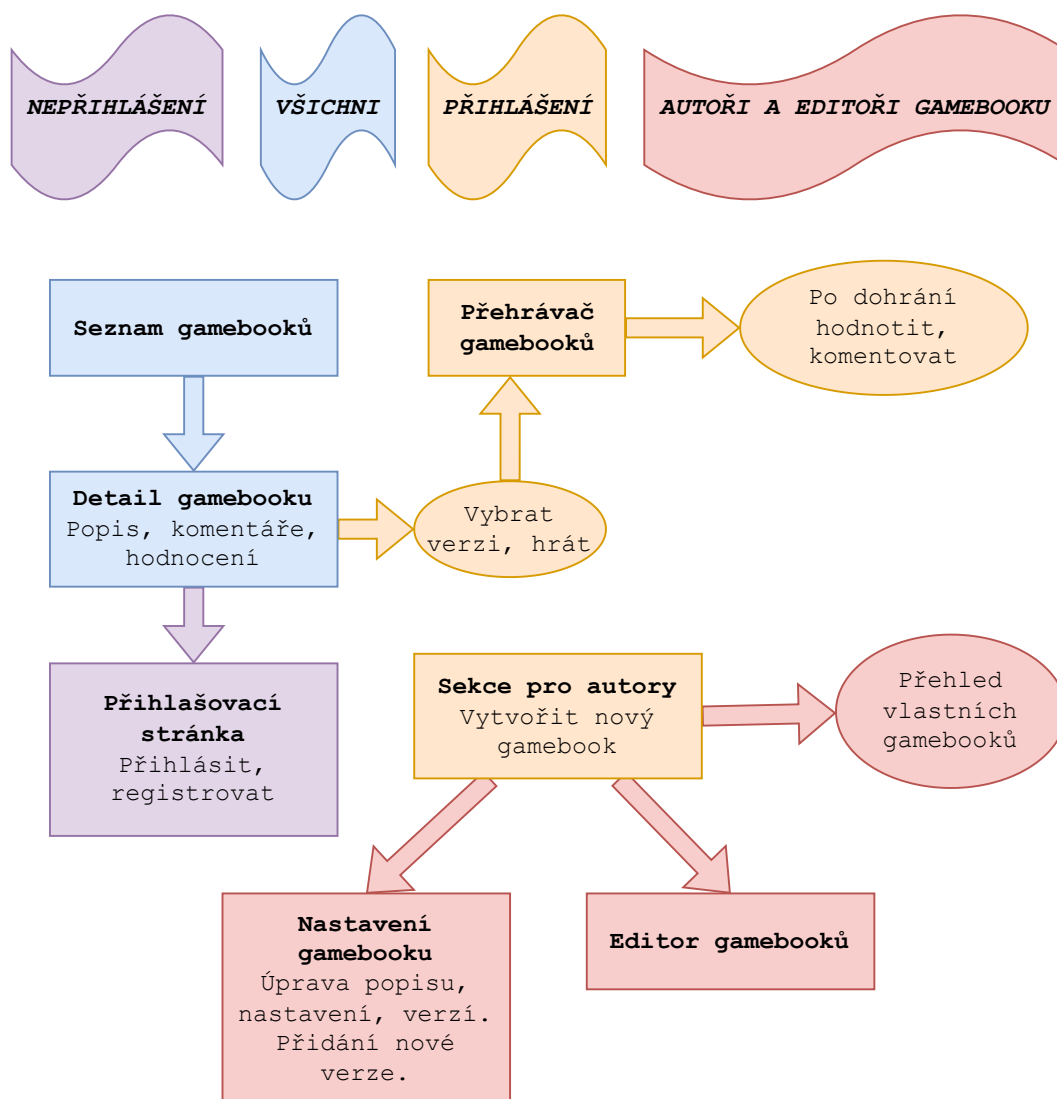 NEPŘIHLÁŠENÍ
VŠICHNI
PŘIHLÁŠENÍ
AUTOŘI A EDITOŘI GAMEBOOKU
Seznam gamebooků
Přehrávač
gamebooků
Po dohrání
hodnotit,
komentovat
Detail gamebooku
Popis, komentáře,
hodnocení
Vybrat
verzi, hrát
Přihlašovací
stránka
Přihlásit,
registrovat
Sekce pro autory
Vytvořit nový
gamebook
Přehled
vlastních
gamebooků
Nastavení
gamebooku
Úprava popisu,
nastavení, verzí.
Přidání nové
verze.
Editor gamebooků